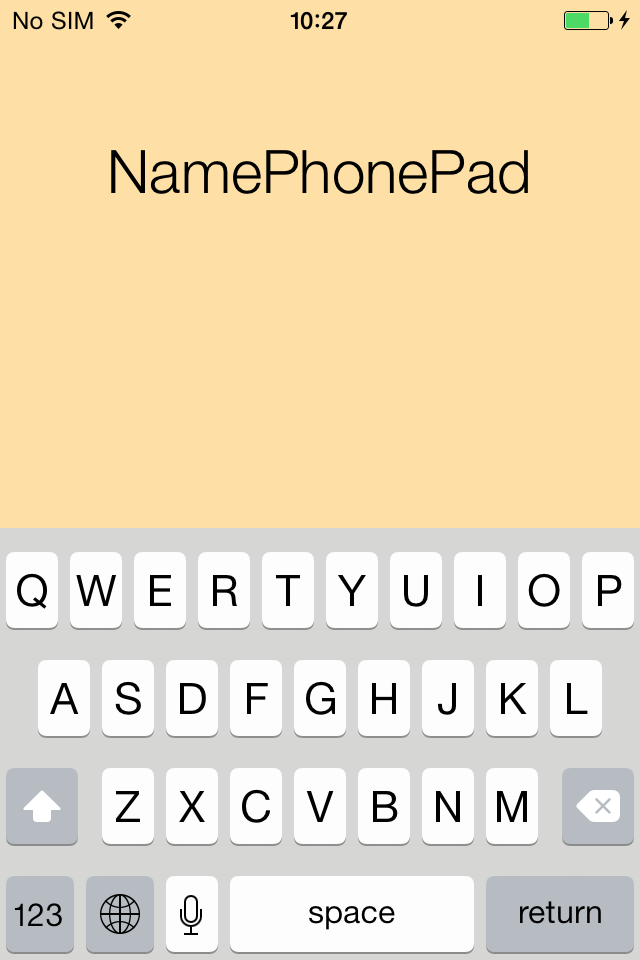 No SIM 10:27
NamePhonePad
Q W E R T Y U I O P
A S D F G H J K L
Z X C V B N M
123 space return